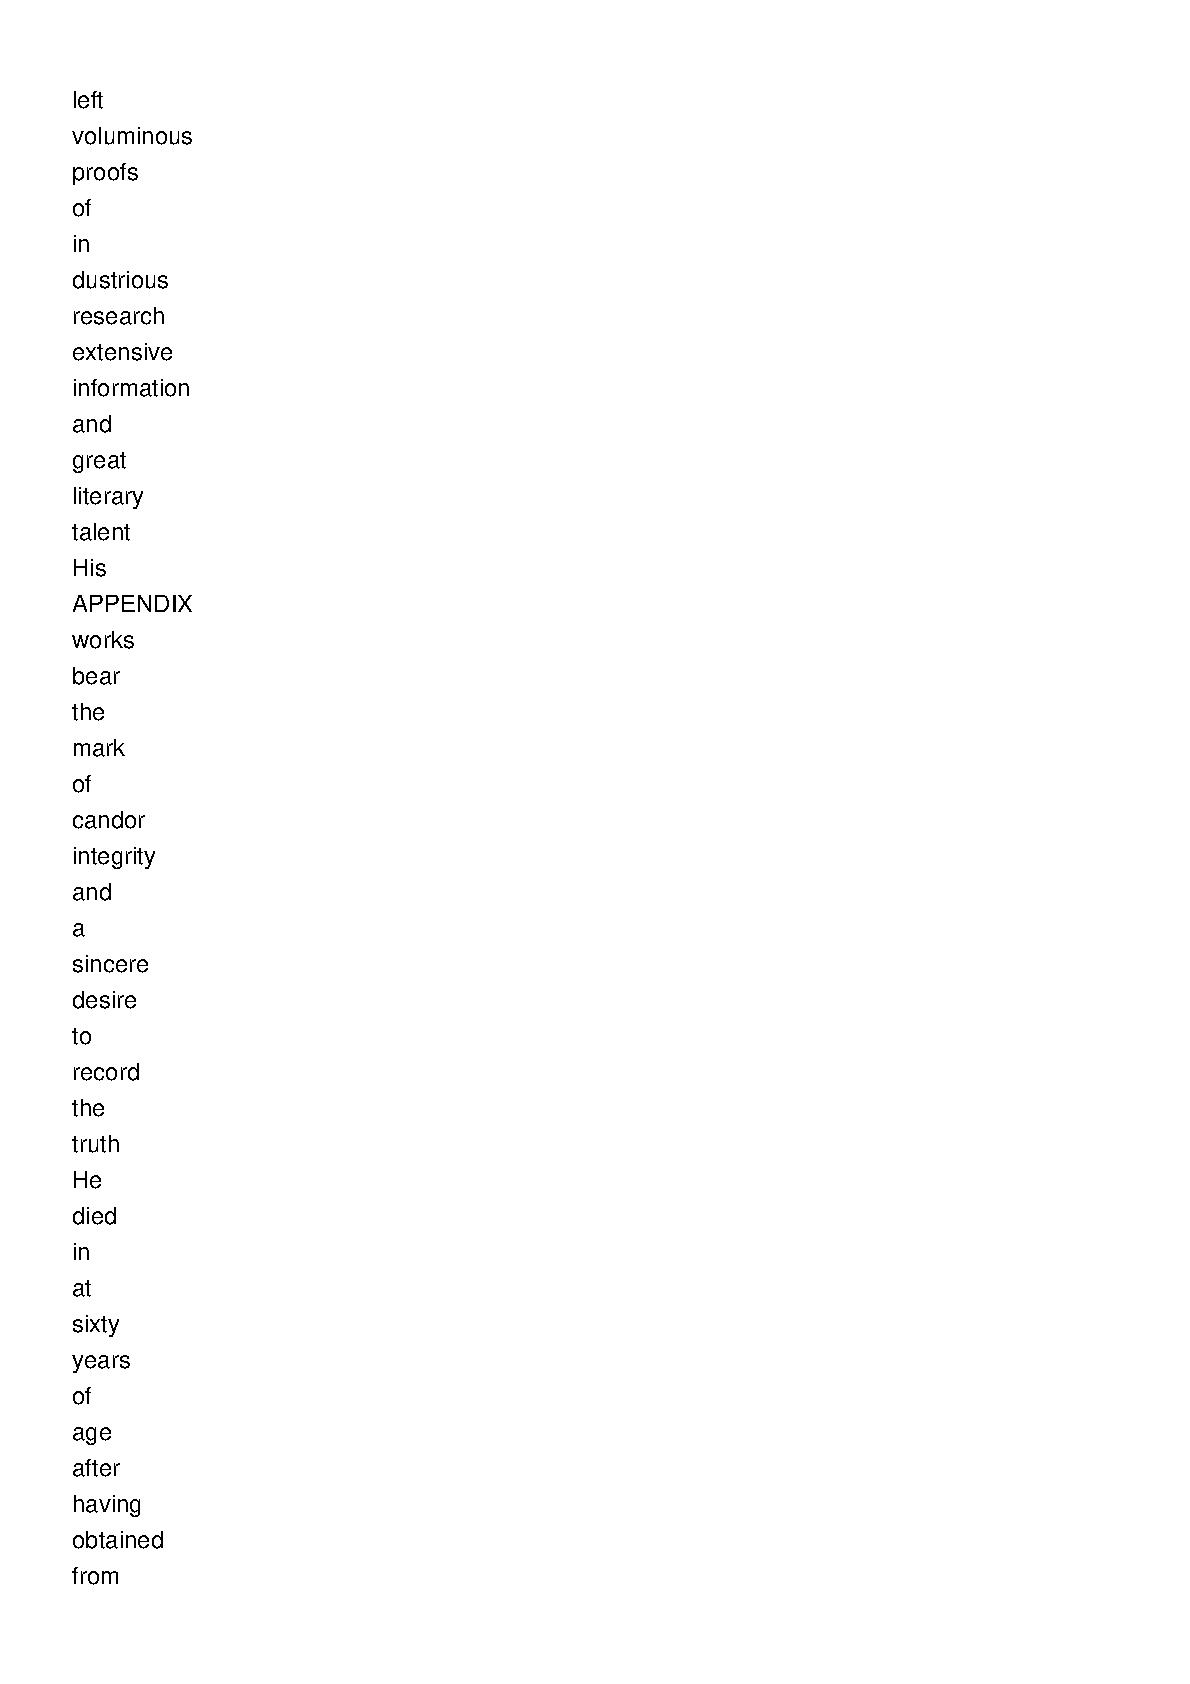 left
voluminous
proofs
of
in
dustrious
research
extensive
information
and
great
literary
talent
His
APPENDIX
works
bear
the
mark
of
candor
integrity
and
a
sincere
desire
to
record
the
truth
He
died
in
at
sixty
years
of
age
after
having
obtained
from